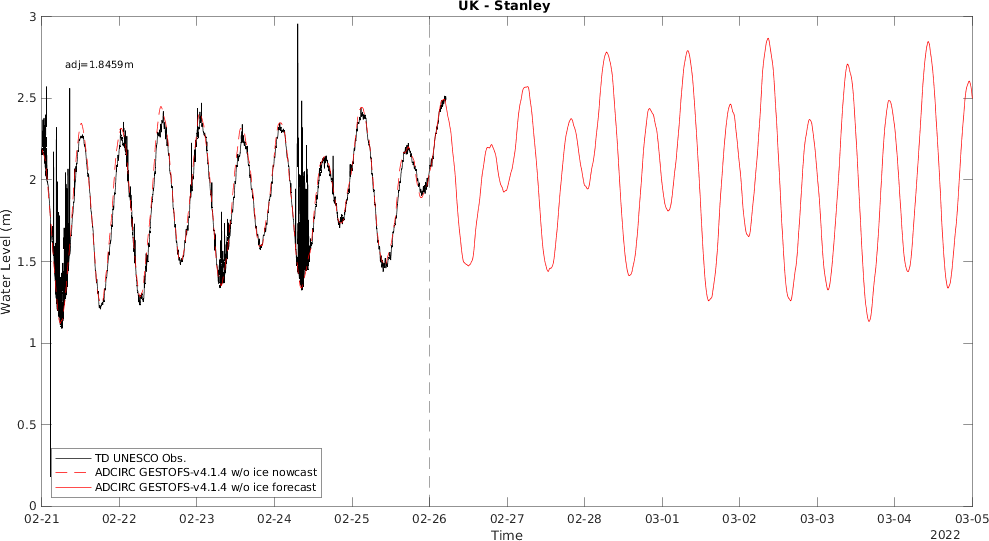 UK - Stanley
adj=1.8459m
3
2.5
2
1.5
1
0.5
0
Water Level (m)
TD UNESCO Obs.
ADCIRC GESTOFS-v4.1.4 w/o ice nowcast
ADCIRC GESTOFS-v4.1.4 w/o ice forecast
02-21 02-22 02-23 02-24 02-25 02-26 02-27 02-28 03-01 03-02 03-03 03-04 03-05
Time
2022